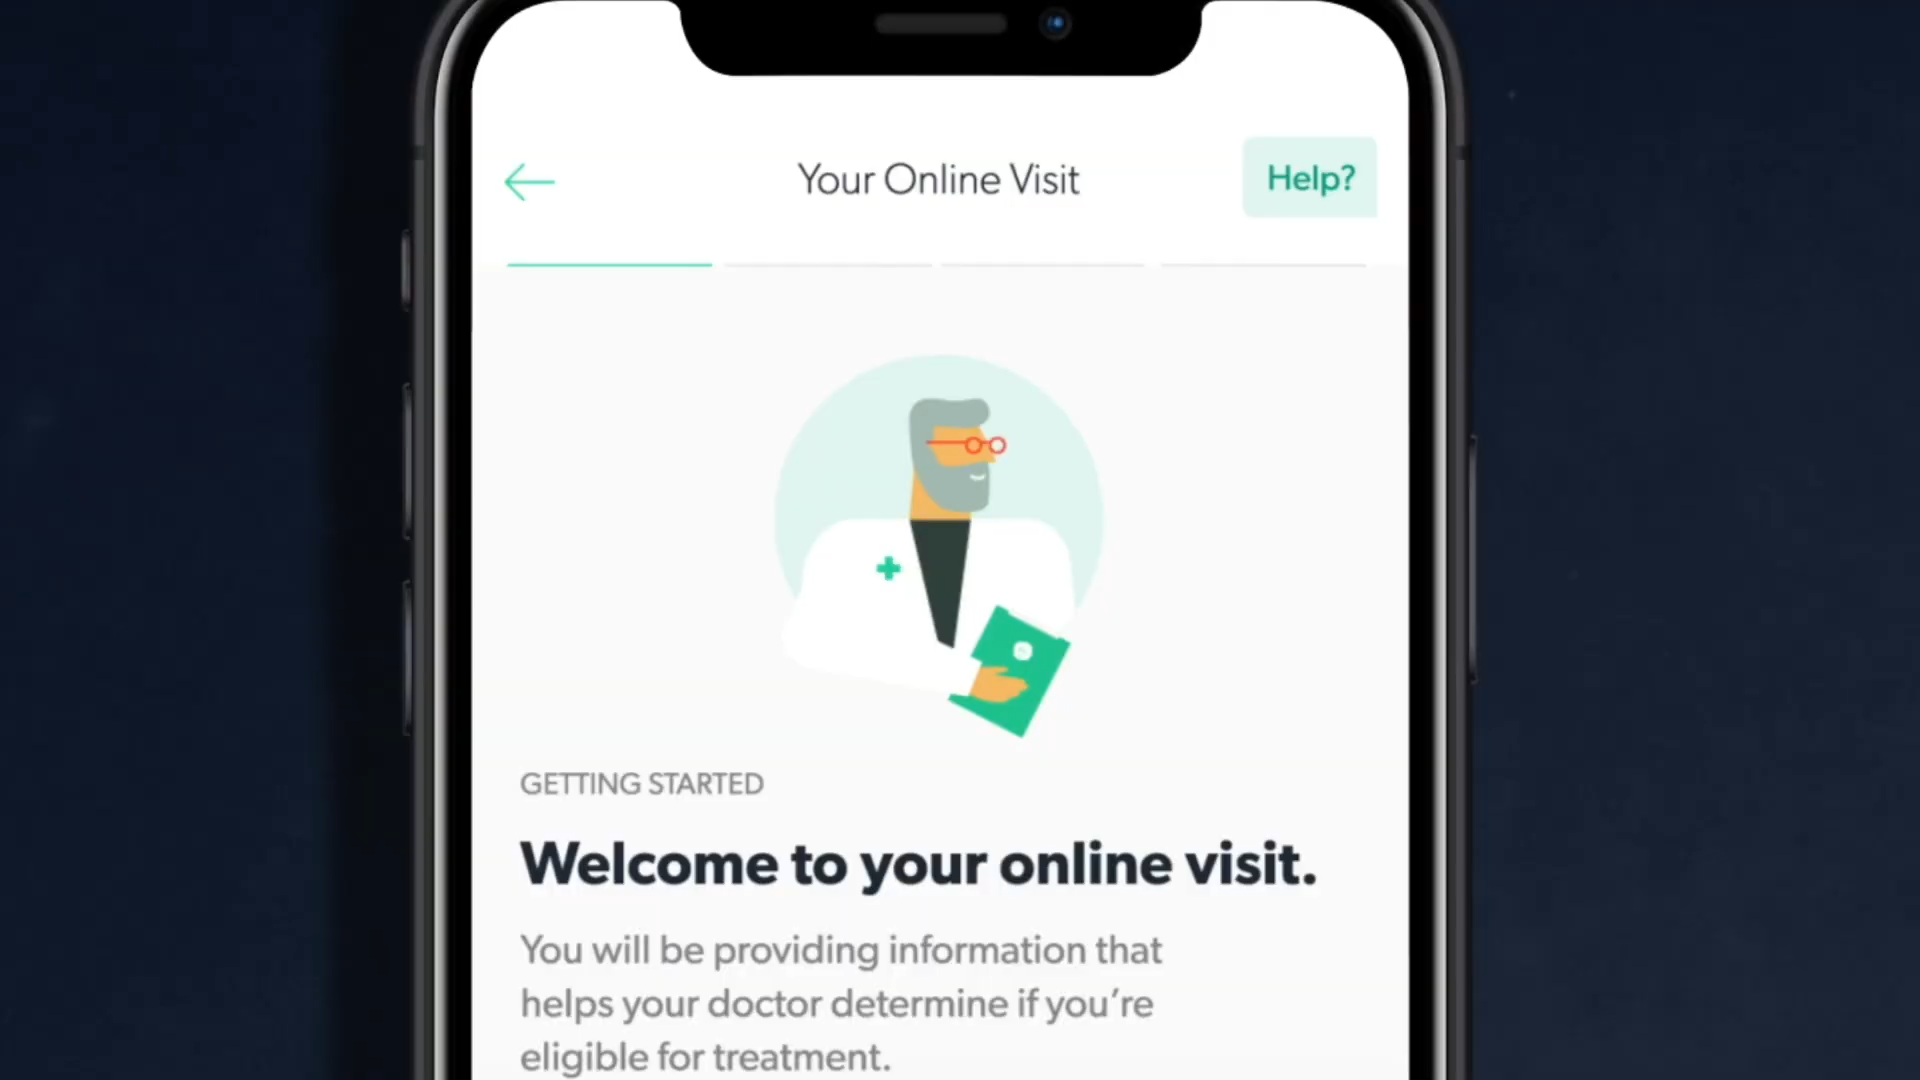 Your Online Visit
Help?
GETTING STARTED
Welcome to your online visit.
You will be providing information that
helps your doctor determine if you're
eligible for treatment.